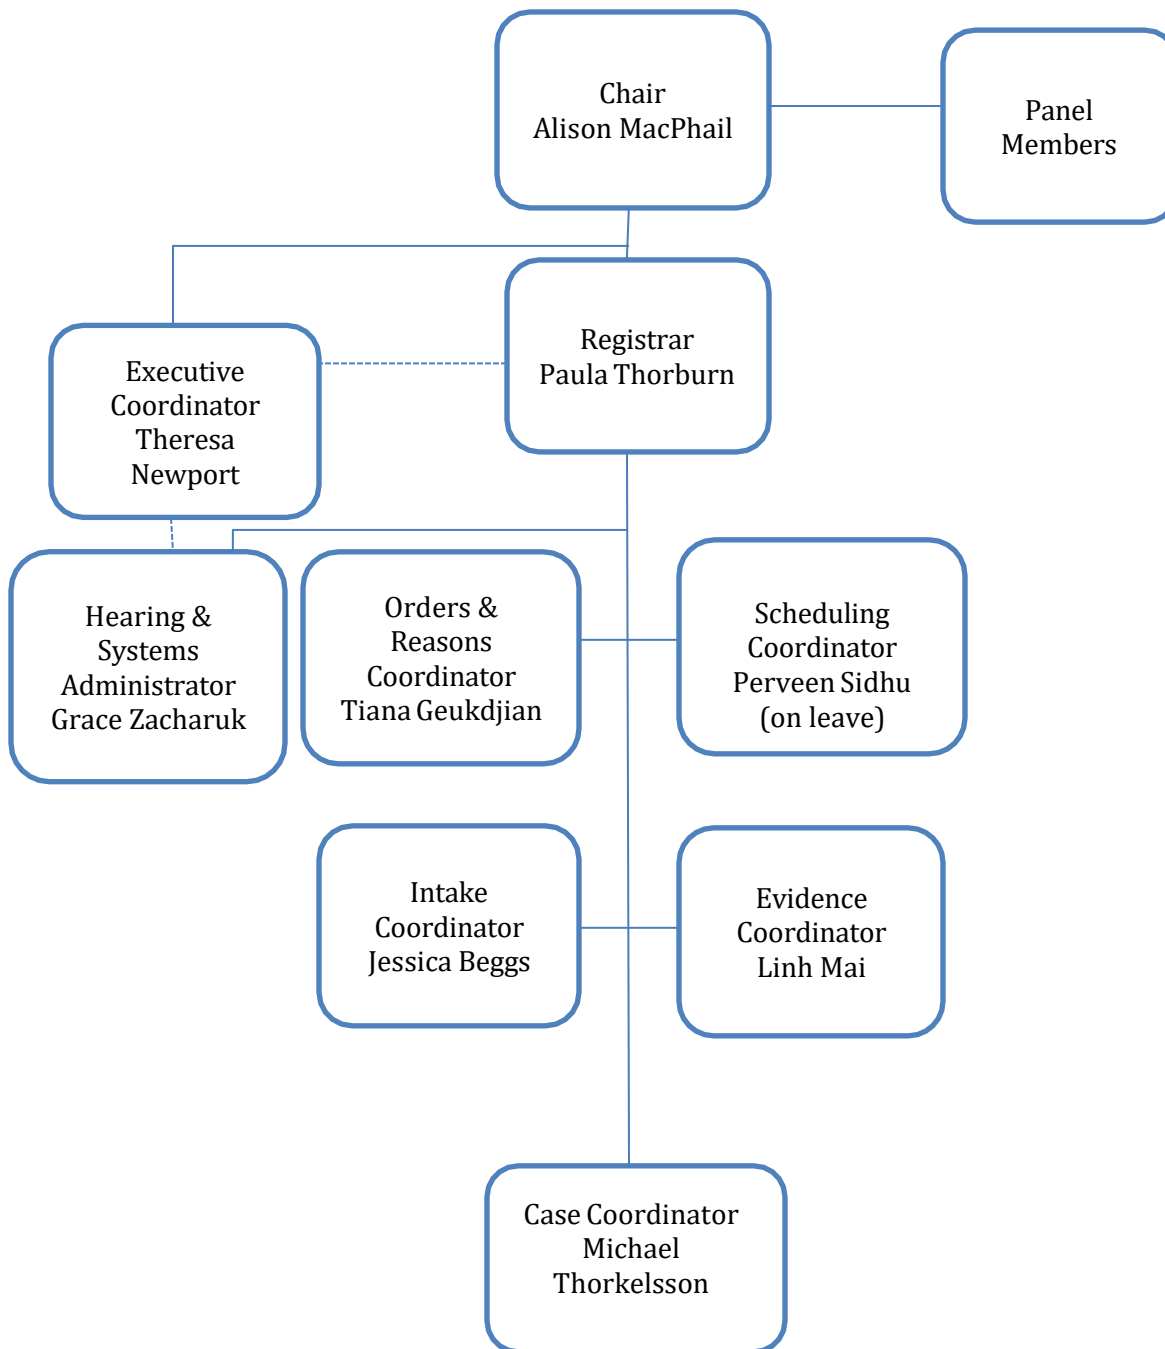 Chair
Alison MacPhail
Panel
Members
Registrar
Paula Thorburn
Executive
Coordinator
Theresa
Newport
Hearing &
Systems
Administrator
Grace Zacharuk
Orders &
Reasons
Coordinator
Tiana Geukdjian
Scheduling
Coordinator
Perveen Sidhu
(on leave)
Intake
Coordinator
Jessica Beggs
Evidence
Coordinator
Linh Mai
Case Coordinator
Michael
Thorkelsson